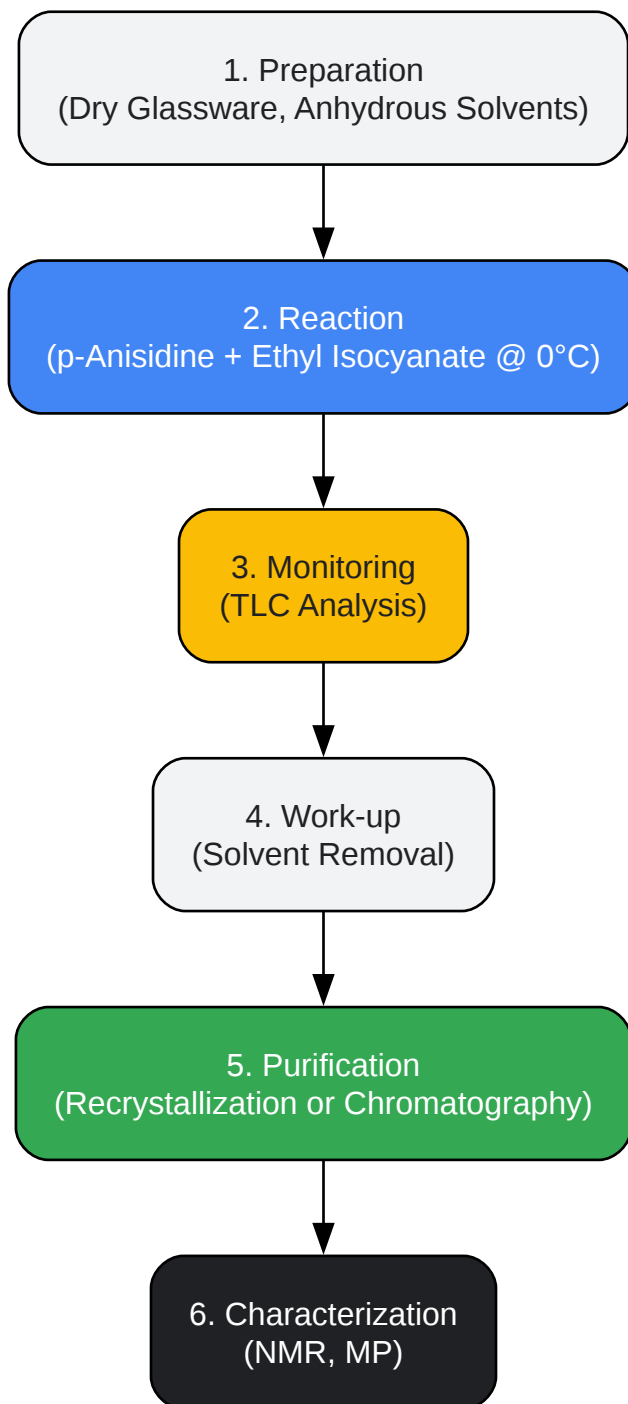 1. Preparation
(Dry Glassware, Anhydrous Solvents)
2. Reaction
(p-Anisidine + Ethyl Isocyanate @ 0°C)
3. Monitoring
(TLC Analysis)
4. Work-up
(Solvent Removal)
5. Purification
(Recrystallization or Chromatography)
6. Characterization
(NMR, MP)